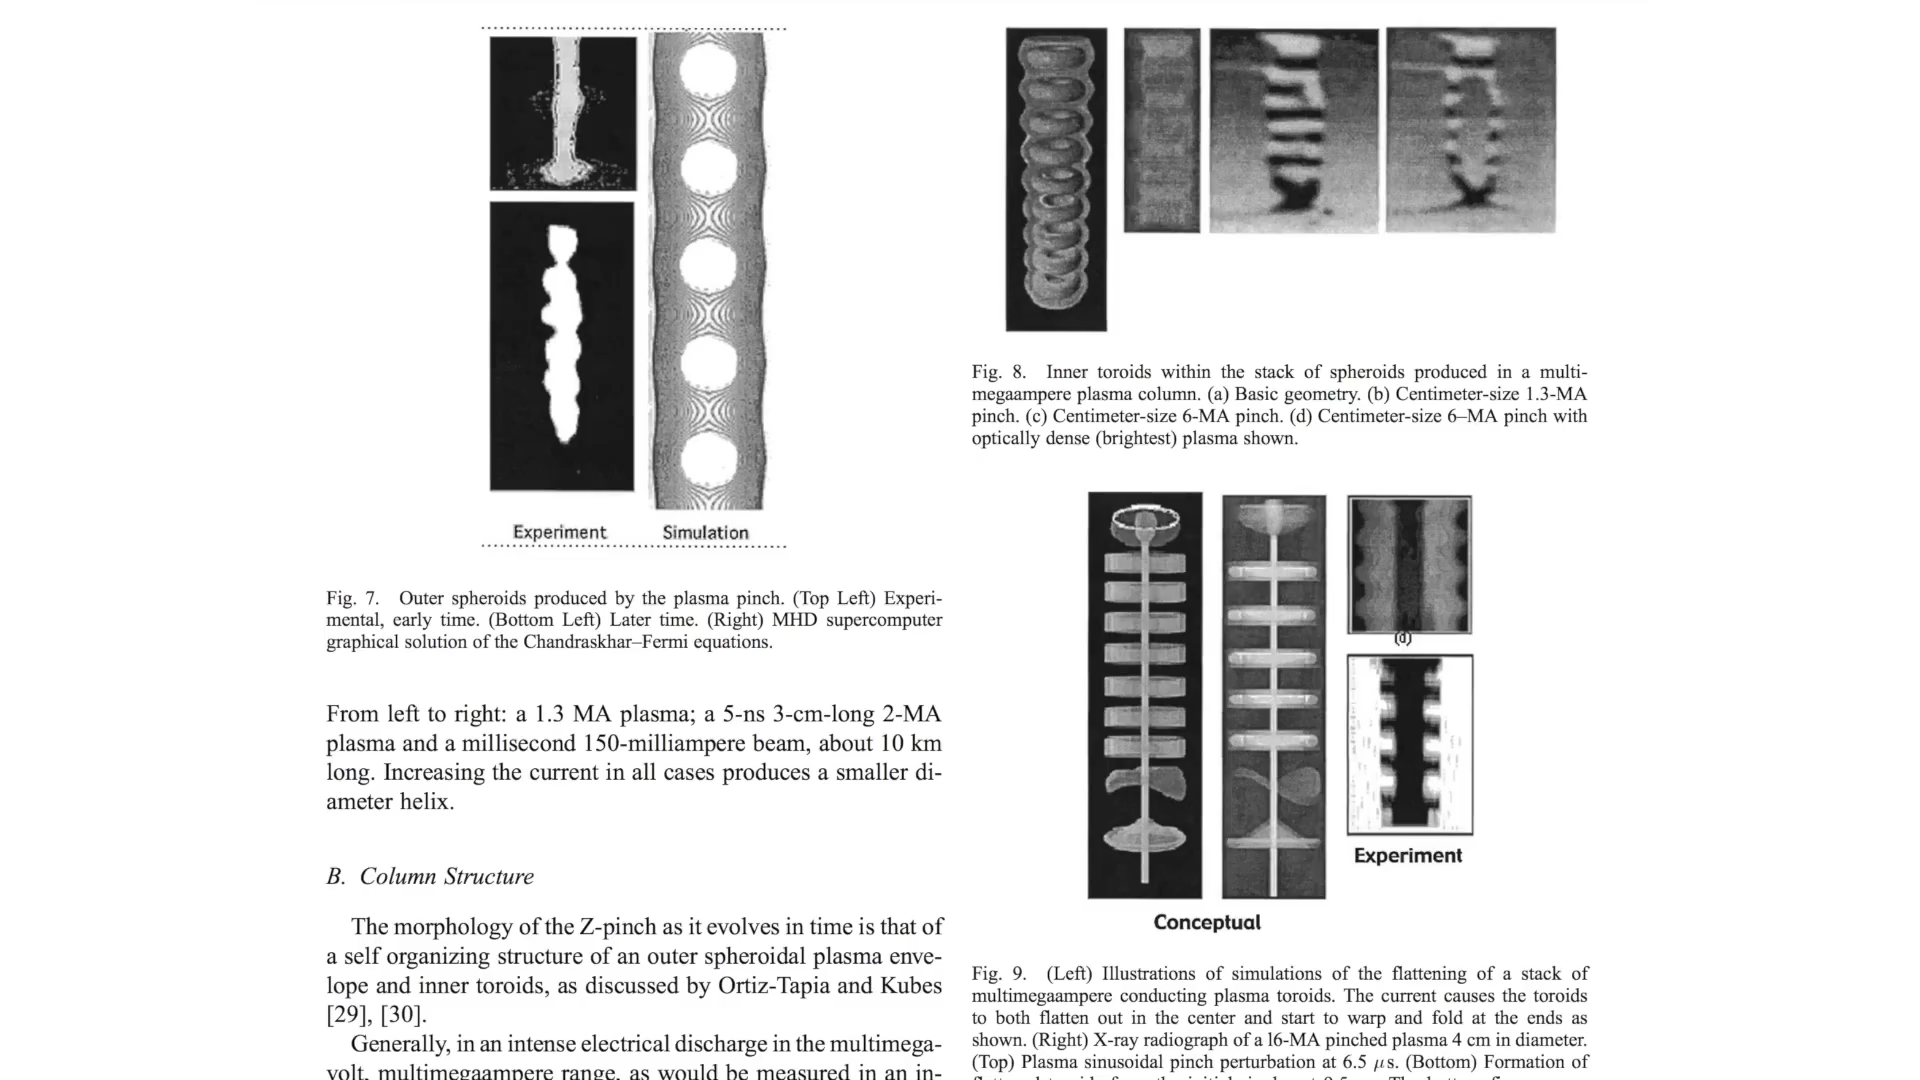 Experiment Simulation
Fig. 7. Outer spheroids produced by the plasma pinch. (Top Left) Experi-
mental, early time. (Bottom Left) Later time. (Right) MHD supercomputer
graphical solution of the Chandraskhar–Fermi equations.
From left to right: a 1.3 MA plasma; a 5-ns 3-cm-long 2-MA
plasma and a millisecond 150-milliampere beam, about 10 km
long. Increasing the current in all cases produces a smaller di-
ameter helix.
B. Column Structure
The morphology of the Z-pinch as it evolves in time is that of
a self organizing structure of an outer spheroidal plasma enve-
lope and inner toroids, as discussed by Ortiz-Tapia and Kubes
[29], [30].
Generally, in an intense electrical discharge in the multimega-
volt, multimegaampere range, as would be measured in an in-
Fig. 8. Inner toroids within the stack of spheroids produced in a multi-
megaampere plasma column. (a) Basic geometry. (b) Centimeter-size 1.3-MA
pinch. (c) Centimeter-size 6-MA pinch. (d) Centimeter-size 6–MA pinch with
optically dense (brightest) plasma shown.
(d)
Experiment
Conceptual
Fig. 9. (Left) Illustrations of simulations of the flattening of a stack of
multimegaampere conducting plasma toroids. The current causes the toroids
to both flatten out in the center and start to warp and fold at the ends as
shown. (Right) X-ray radiograph of a l6-MA pinched plasma 4 cm in diameter.
(Top) Plasma sinusoidal pinch perturbation at 6.5 μs. (Bottom) Formation of